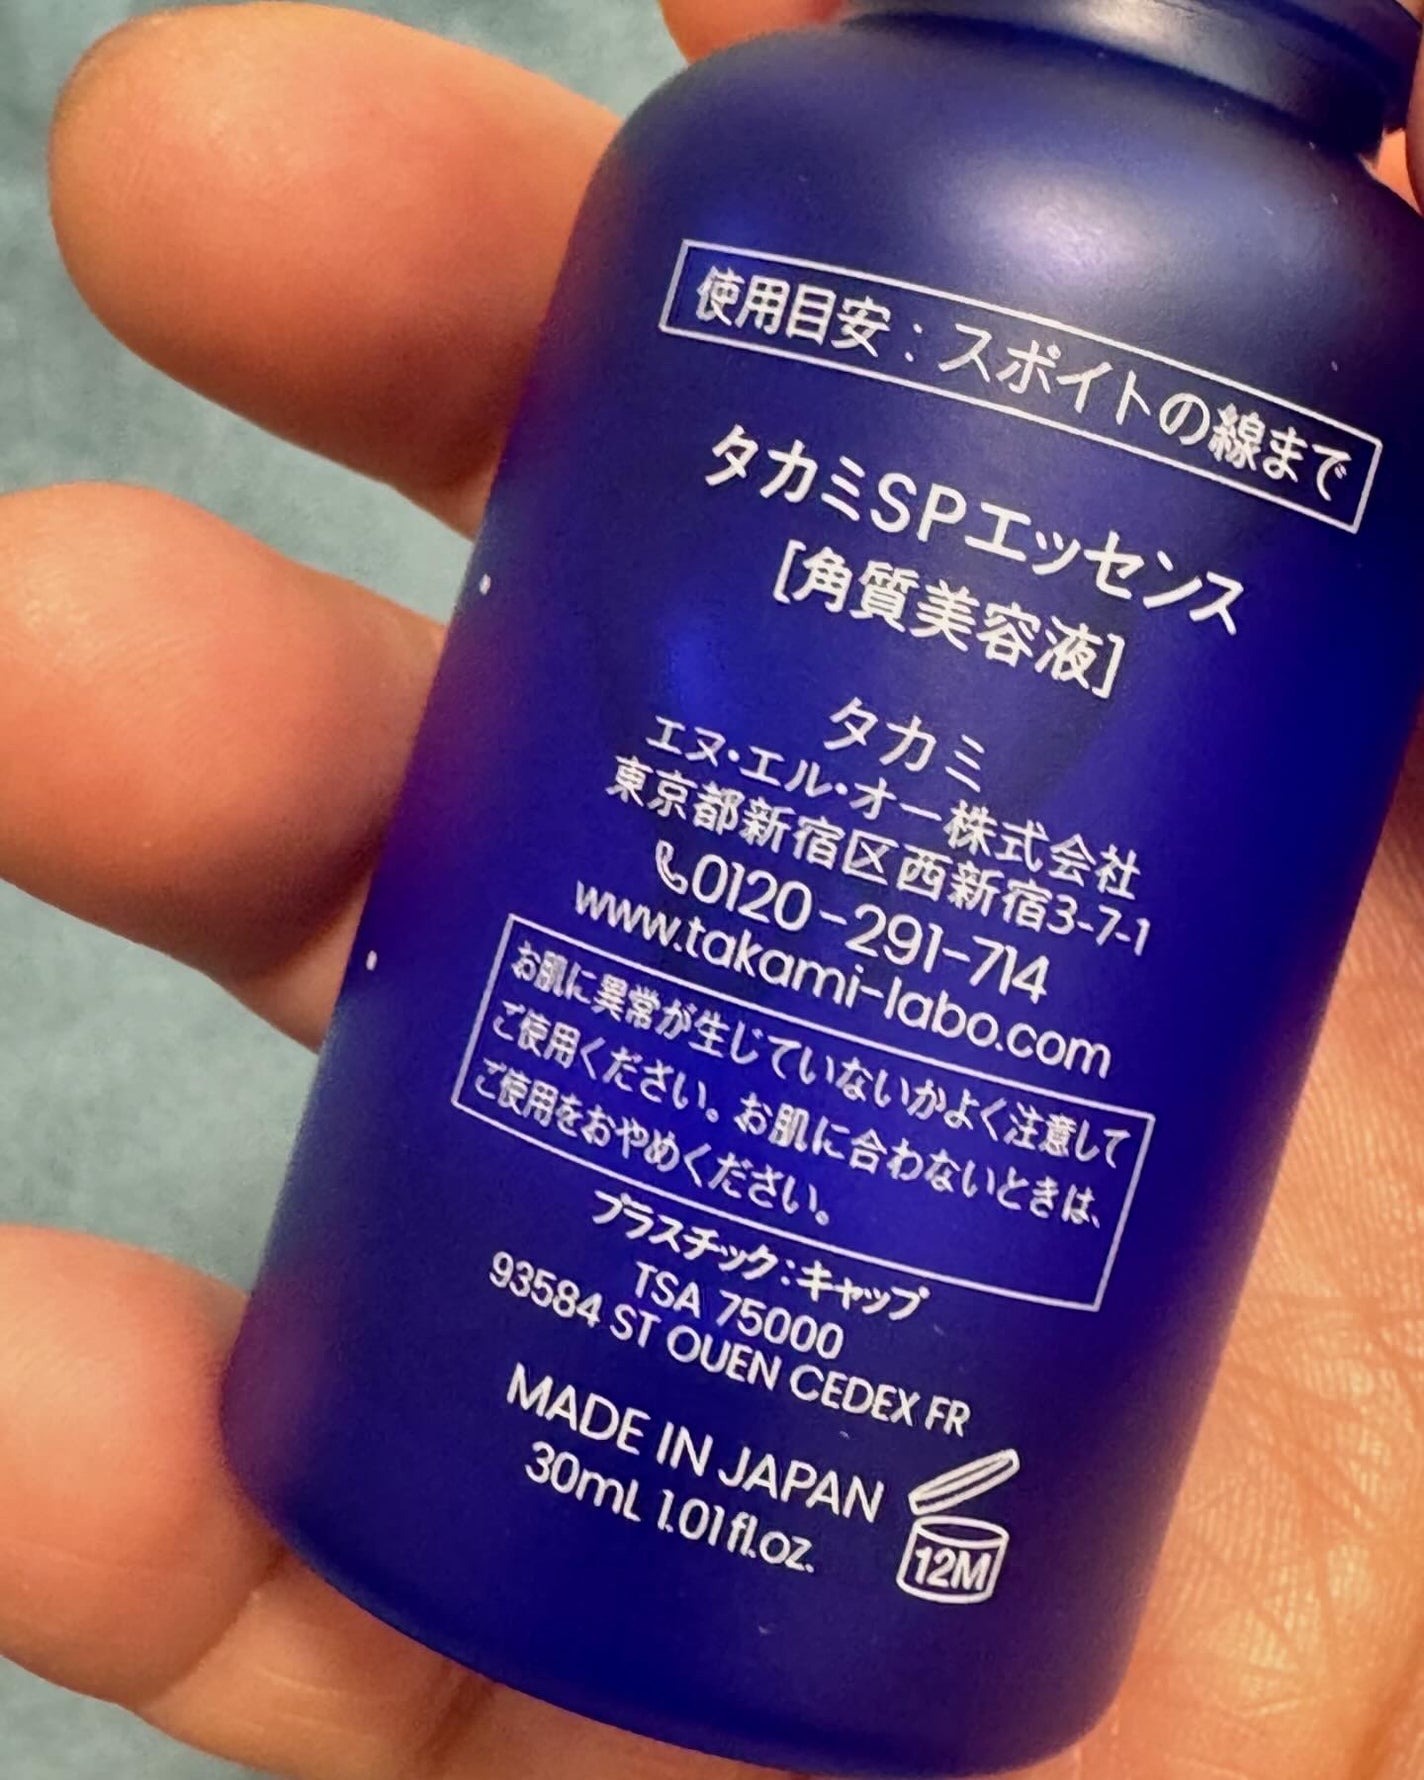 使用目安：スポイトの線まで
タカミSPエッセンス
[角質美容液]
タカミ
エヌ・エル・オー株式会社
東京都新宿区西新宿3-7-1
0120-291-714
www.takami-labo.com
お肌に異常が生じていないかよく注意して
ご使用ください。お肌に合わないときは、
ご使用をおやめください。
プラスチック：キャップ
TSA 75000
93584 ST OUEN CEDEX FR
MADE IN JAPAN
30mL 1.01fl.oz.
12M